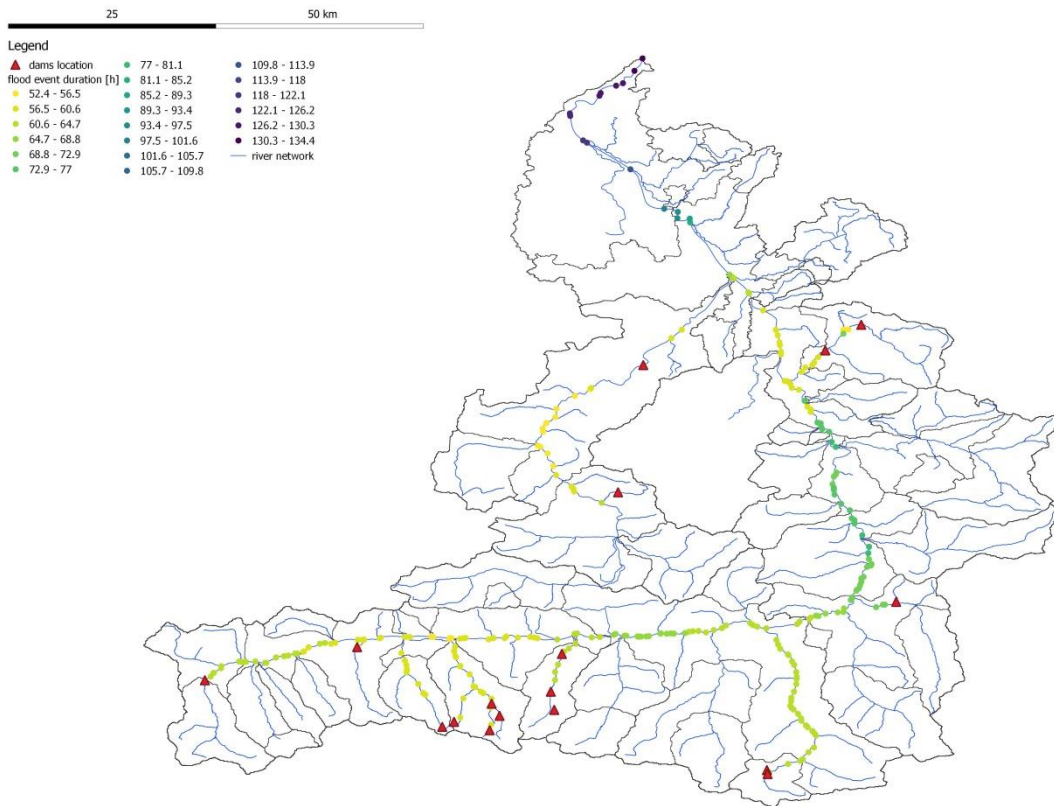 25 50 km
Legend
dams location
flood event duration [h]
52.4 - 56.5
56.5 - 60.6
60.6 - 64.7
64.7 - 68.8
68.8 - 72.9
72.9 - 77
77 - 81.1
81.1 - 85.2
85.2 - 89.3
89.3 - 93.4
93.4 - 97.5
97.5 - 101.6
101.6 - 105.7
105.7 - 109.8
109.8 - 113.9
113.9 - 118
118 - 122.1
122.1 - 126.2
126.2 - 130.3
130.3 - 134.4
river network